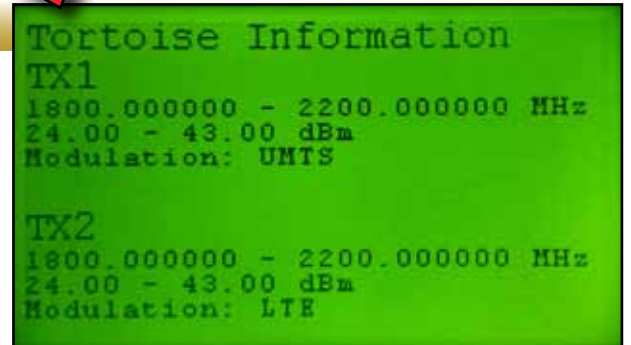 Tortoise Information
TX1
1800.000000 - 2200.000000 MHz
24.00 - 43.00 dBm
Modulation: UMTS
TX2
1800.000000 - 2200.000000 MHz
24.00 - 43.00 dBm
Modulation: LTE